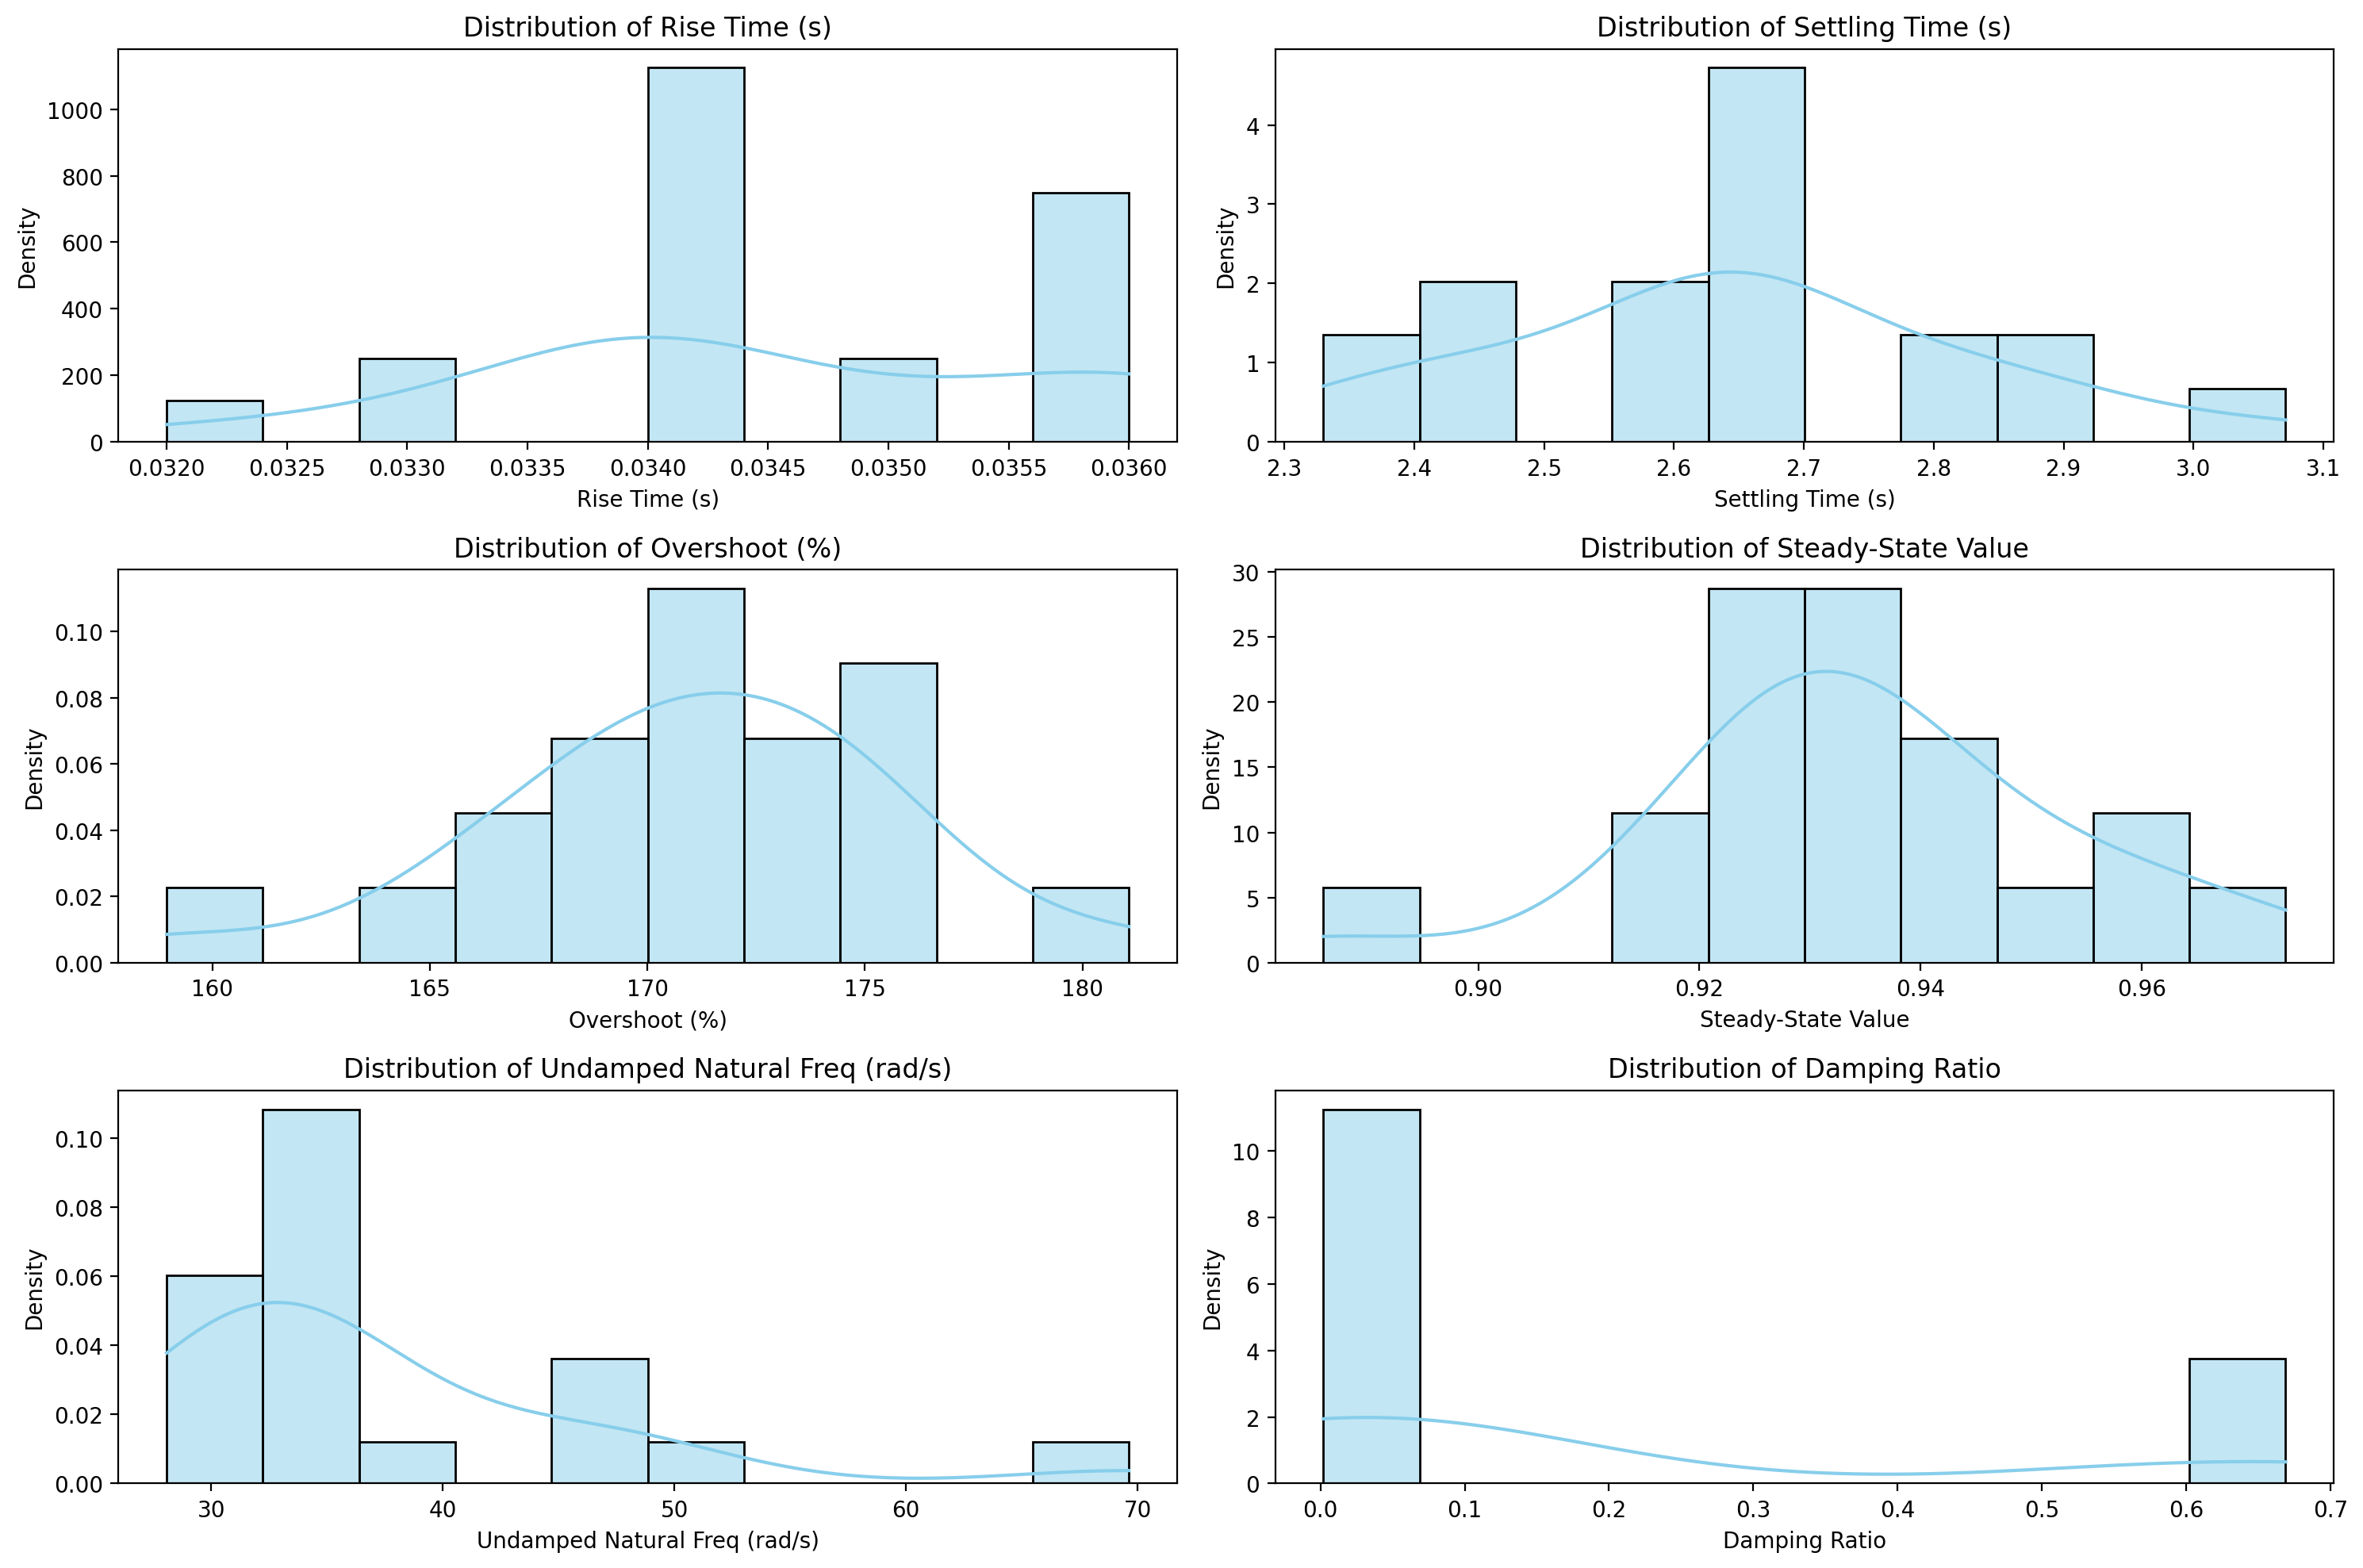 Distribution of Rise Time (s)
Density
1000
800
600
400
200
0
0.0320 0.0325 0.0330 0.0335 0.0340 0.0345 0.0350 0.0355 0.0360
Rise Time (s)
Distribution of Settling Time (s)
Density
4
3
2
1
0
2.3 2.4 2.5 2.6 2.7 2.8 2.9 3.0 3.1
Settling Time (s)
Distribution of Overshoot (%)
Density
0.10
0.08
0.06
0.04
0.02
0.00
160 165 170 175 180
Overshoot (%)
Distribution of Steady-State Value
Density
30
25
20
15
10
5
0
0.90 0.92 0.94 0.96
Steady-State Value
Distribution of Undamped Natural Freq (rad/s)
Density
0.10
0.08
0.06
0.04
0.02
0.00
30 40 50 60 70
Undamped Natural Freq (rad/s)
Distribution of Damping Ratio
Density
10
8
6
4
2
0
0.0 0.1 0.2 0.3 0.4 0.5 0.6 0.7
Damping Ratio